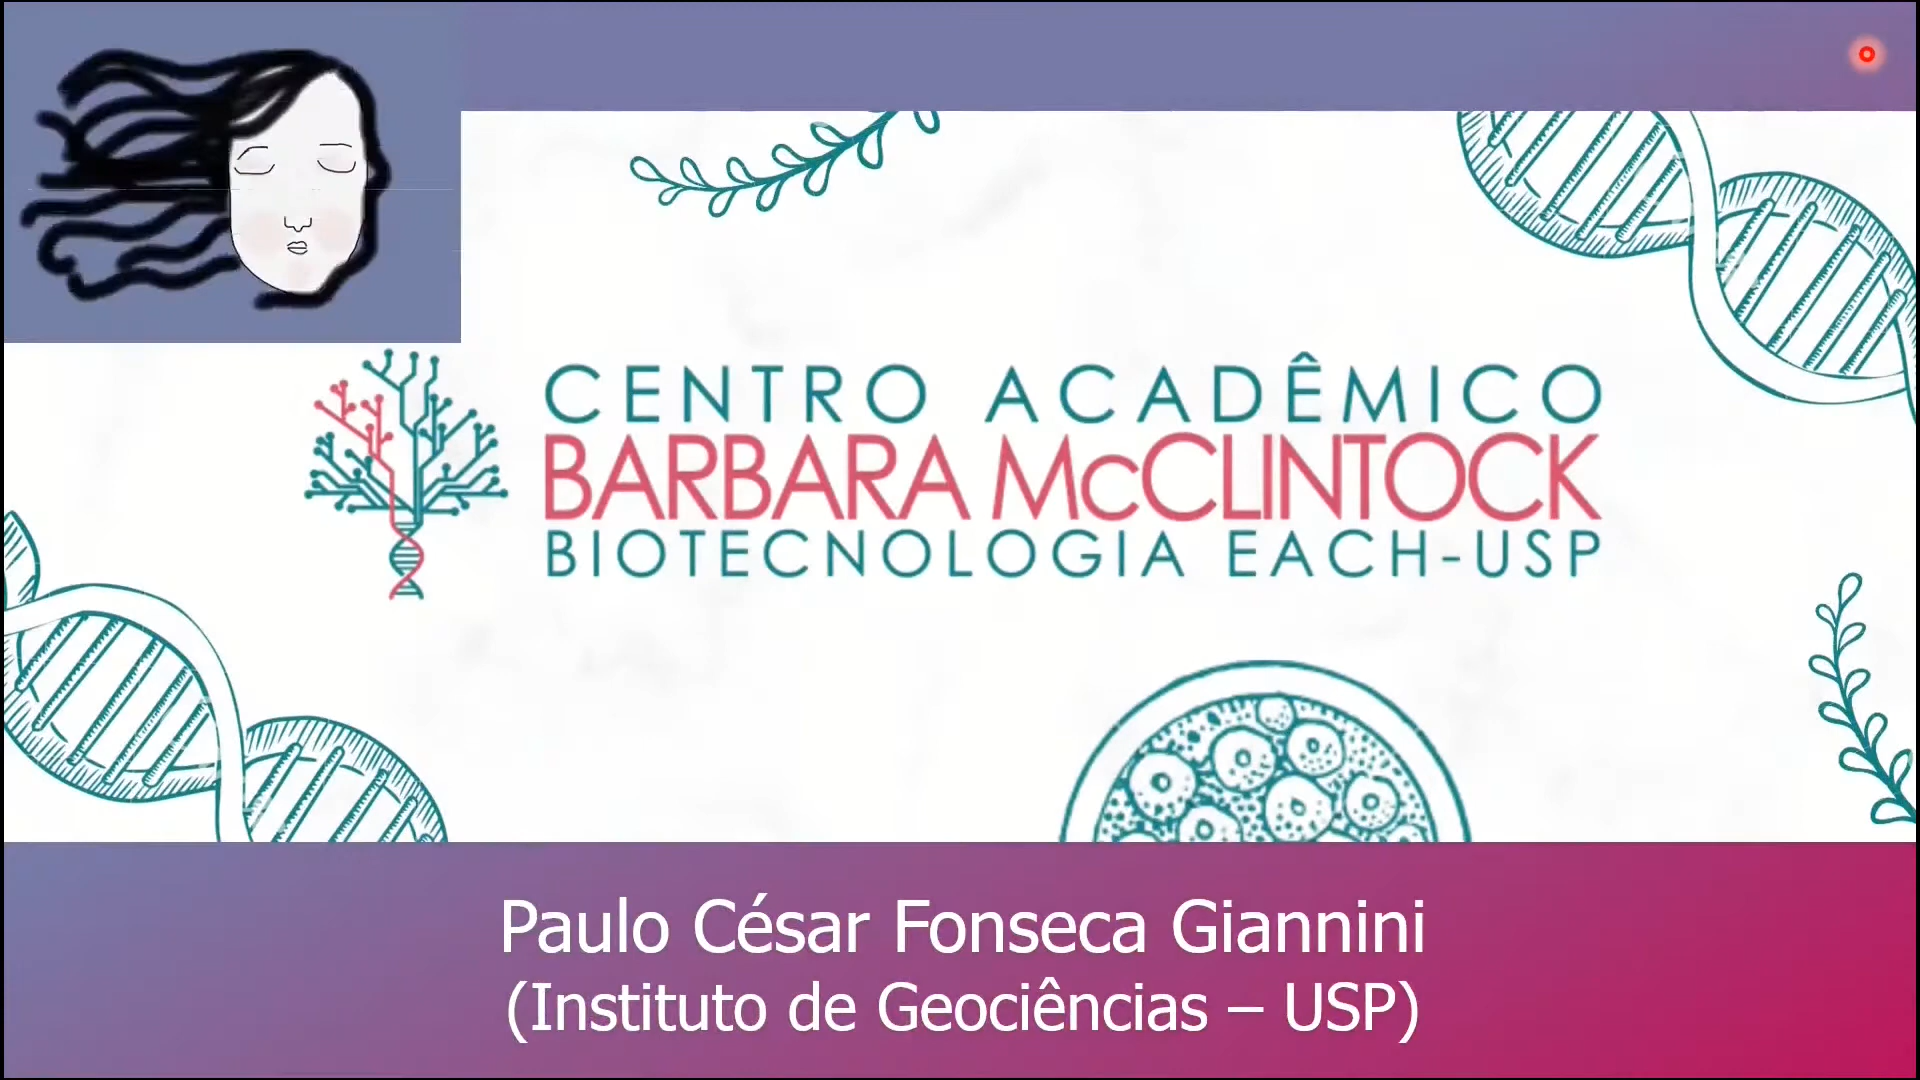 CENTRO ACADÊMICO
BARBARA McCLINTOCK
BIOTECNOLOGIA EACH-USP
Paulo César Fonseca Giannini
(Instituto de Geociências – USP)